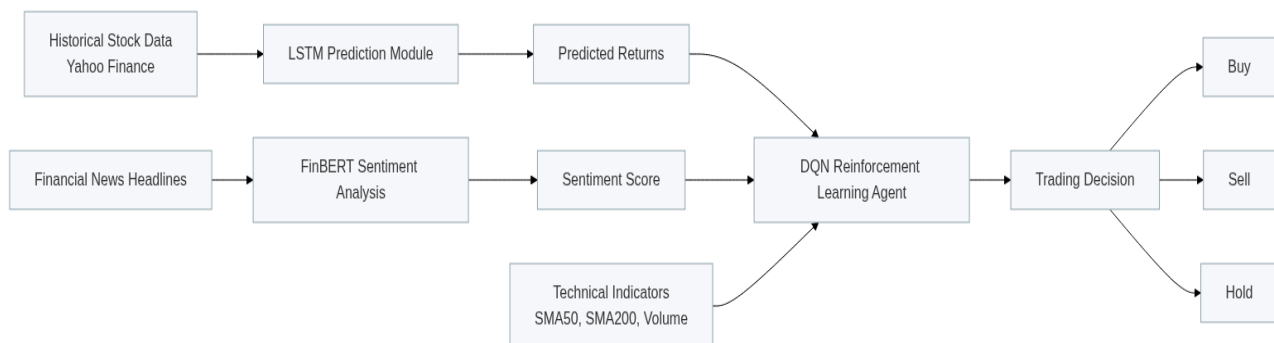 Historical Stock Data
Yahoo Finance
LSTM Prediction Module
Predicted Returns
Buy
Financial News Headlines
FinBERT Sentiment
Analysis
Sentiment Score
DQN Reinforcement
Learning Agent
Trading Decision
Sell
Technical Indicators
SMA50, SMA200, Volume
Hold